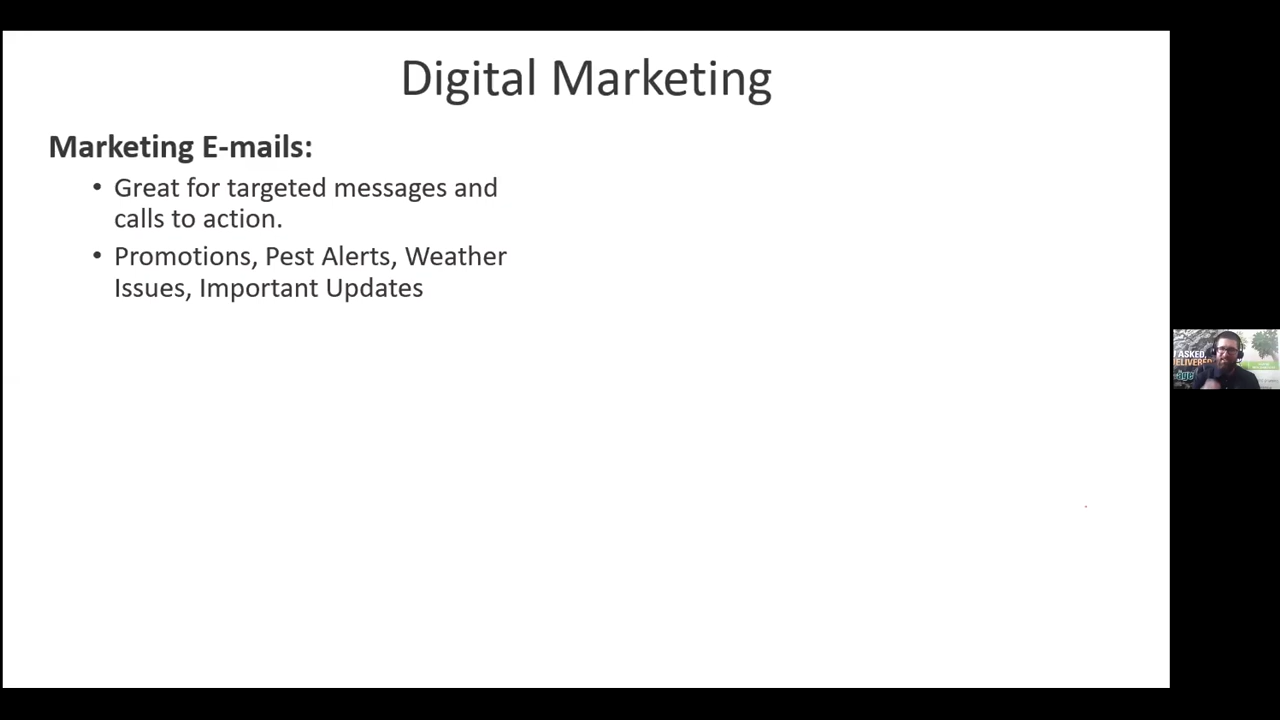 Digital Marketing
Marketing E-mails:
• Great for targeted messages and
calls to action.
• Promotions, Pest Alerts, Weather
Issues, Important Updates
ASKED,